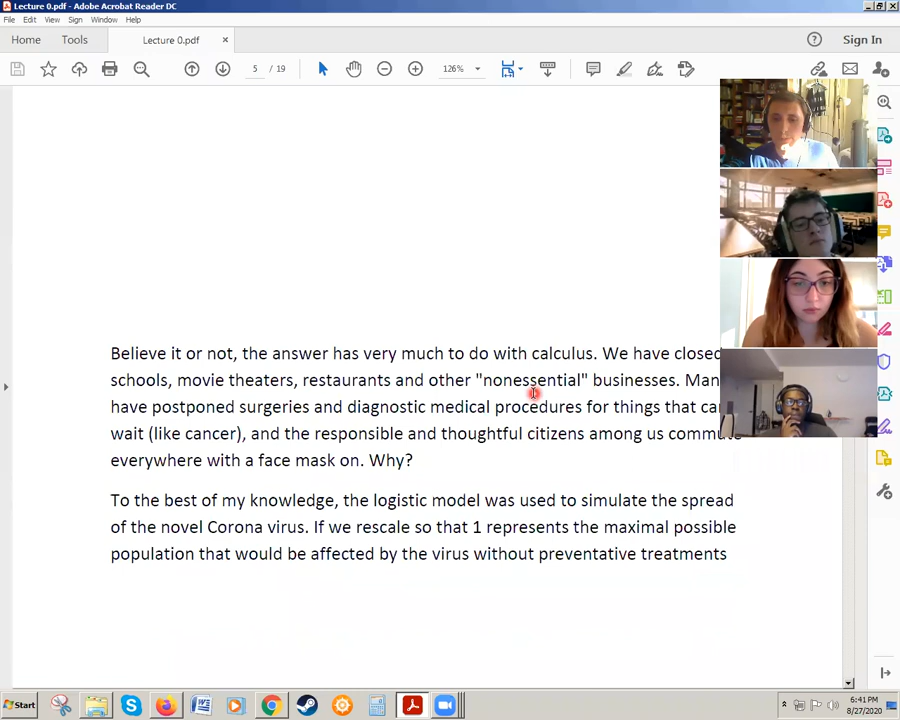 Lecture 0.pdf - Adobe Acrobat Reader DC
File Edit View Sign Window Help
Home Tools Lecture 0.pdf × Sign In
5 / 19 126%
Believe it or not, the answer has very much to do with calculus. We have closed
schools, movie theaters, restaurants and other "nonessential" businesses. Man
have postponed surgeries and diagnostic medical procedures for things that can
wait (like cancer), and the responsible and thoughtful citizens among us commute
everywhere with a face mask on. Why?
To the best of my knowledge, the logistic model was used to simulate the spread
of the novel Corona virus. If we rescale so that 1 represents the maximal possible
population that would be affected by the virus without preventative treatments
Start
6:41 PM
8/27/2020